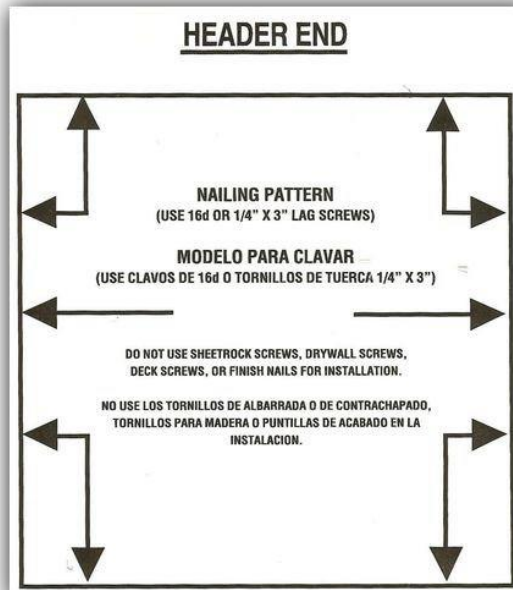 HEADER END
NAILING PATTERN
(USE 16d OR 1/4" X 3" LAG SCREWS)
MODELO PARA CLAVAR
(USE CLAVOS DE 16d O TORNILLOS DE TUERCA 1/4" X 3")
DO NOT USE SHEETROCK SCREWS, DRYWALL SCREWS,
DECK SCREWS, OR FINISH NAILS FOR INSTALLATION.
NO USE LOS TORNILLOS DE ALBARRADA O DE CONTRACHAPADO,
TORNILLOS PARA MADERA O PUNTILLAS DE ACABADO EN LA
INSTALACION.